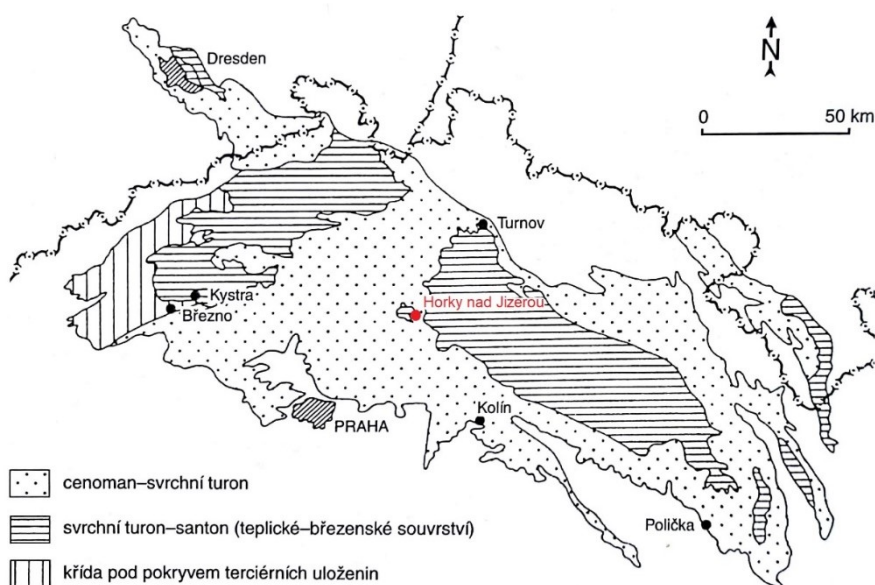 Dresden
N
0 50 km
Turnov
Horky nad Jizerou
Kystra
Březno
Kolín
PRAHA
cenoman–svrchní turon
svrchní turon–santon (teplické–březenské souvrství)
Polička
křída pod pokryvem terciérních uloženin